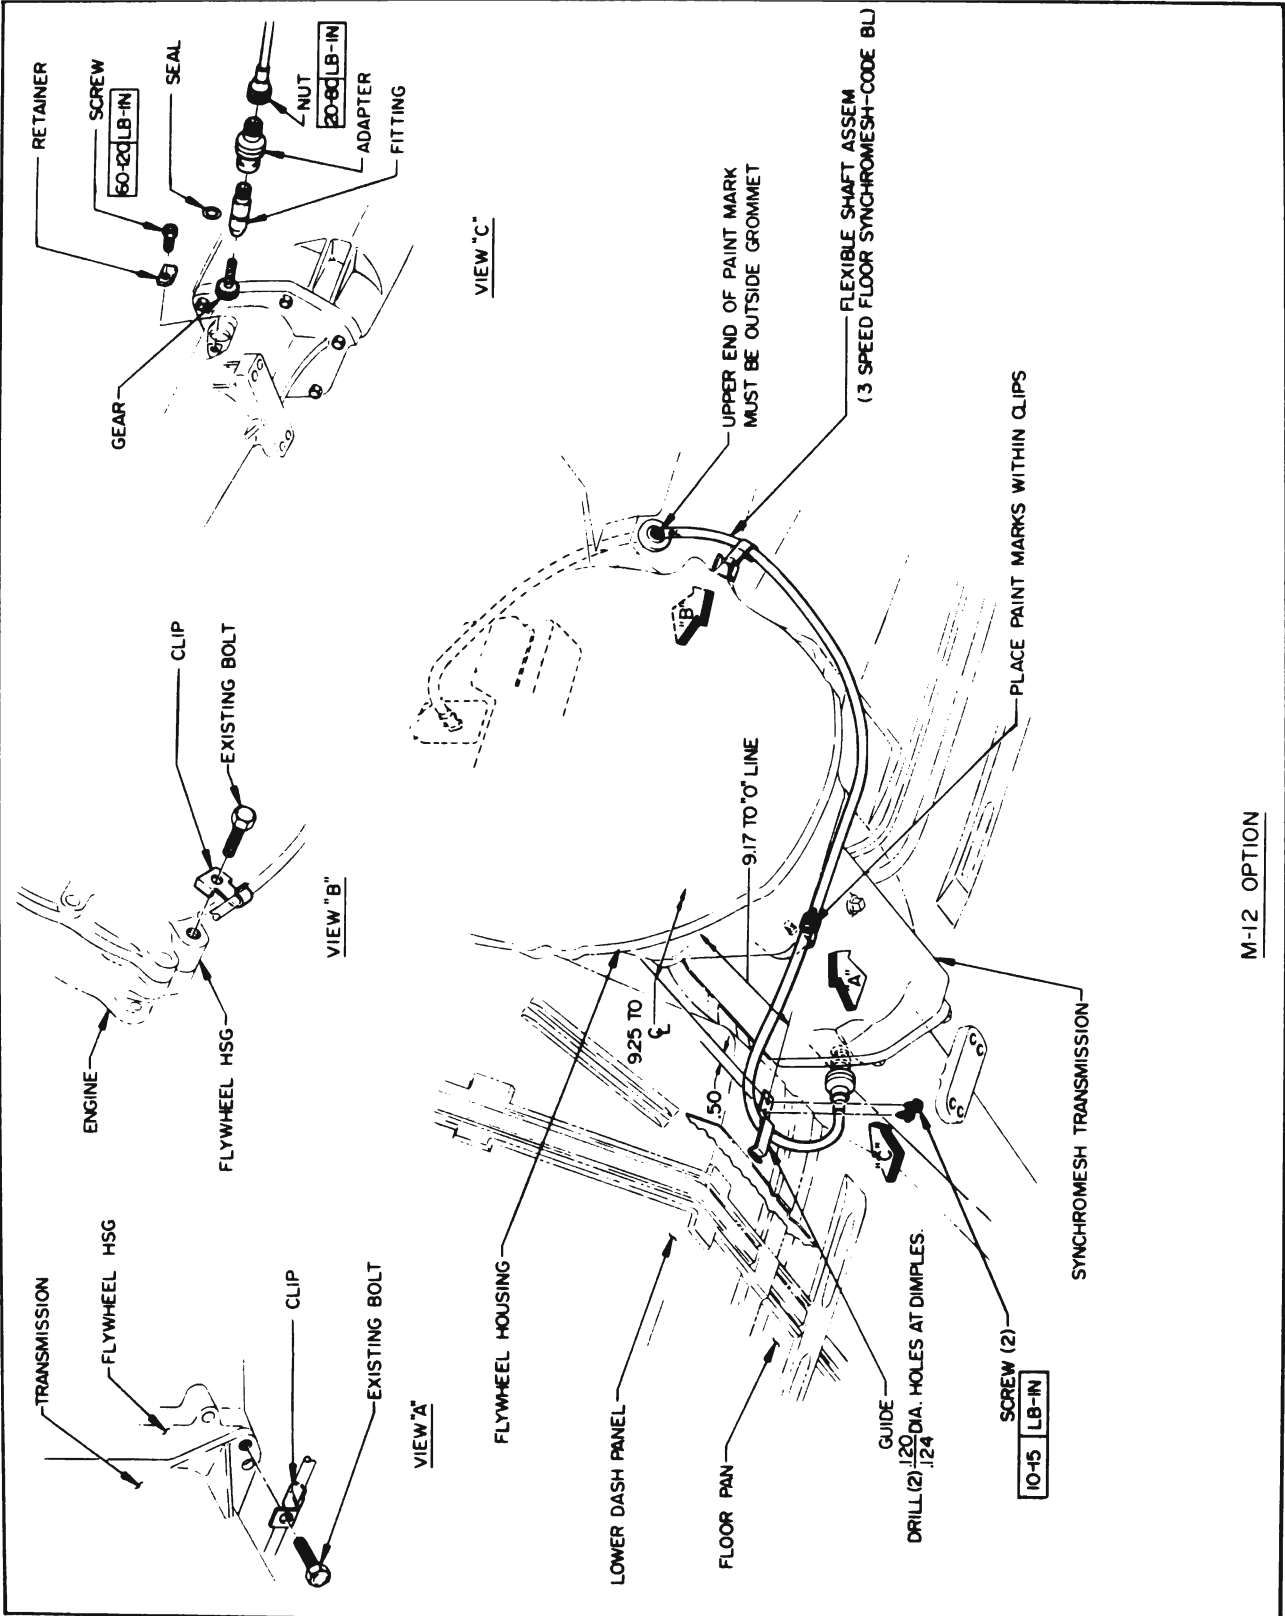 TRANSMISSION
FLYWHEEL HSG
CLIP
EXISTING BOLT
VIEW "A"
ENGINE
FLYWHEEL HSG
CLIP
EXISTING BOLT
VIEW "B"
RETAINER
SCREW
60-120 LB-IN
SEAL
NUT
20-80 LB-IN
ADAPTER
FITTING
GEAR
VIEW "C"
FLYWHEEL HOUSING
LOWER DASH PANEL
FLOOR PAN
GUIDE
DRILL (2) .120 DIA. HOLES AT DIMPLES.
.124
SCREW (2)
10-15 LB-IN
SYNCHROMESH TRANSMISSION
9.25 TO
℄
9.17 TO "O" LINE
.50
"A"
"B"
"C"
UPPER END OF PAINT MARK
MUST BE OUTSIDE GROMMET
FLEXIBLE SHAFT ASSEM
(3 SPEED FLOOR SYNCHROMESH-CODE BL)
PLACE PAINT MARKS WITHIN CLIPS
M-12 OPTION